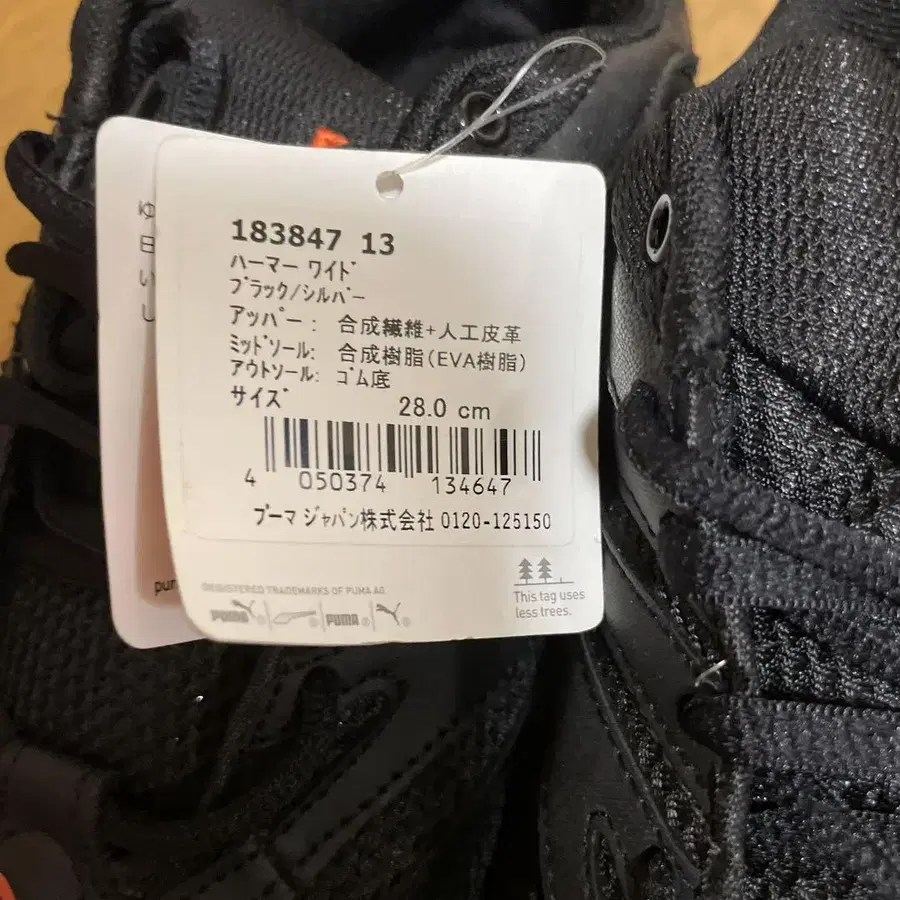 183847 13
ハーマー ワイド
ブラック/シルバー
アッパー： 合成繊維+人工皮革
ミッドソール: 合成樹脂(EVA樹脂)
アウトソール: ゴム底
サイズ 28.0 cm
4 050374 134647
プーマ ジャパン株式会社 0120-125150
REGISTERED TRADEMARKS OF PUMA AG.
PUMA ® ® PUMA ® ®
This tag uses
less trees.
ゆ
日
い
し